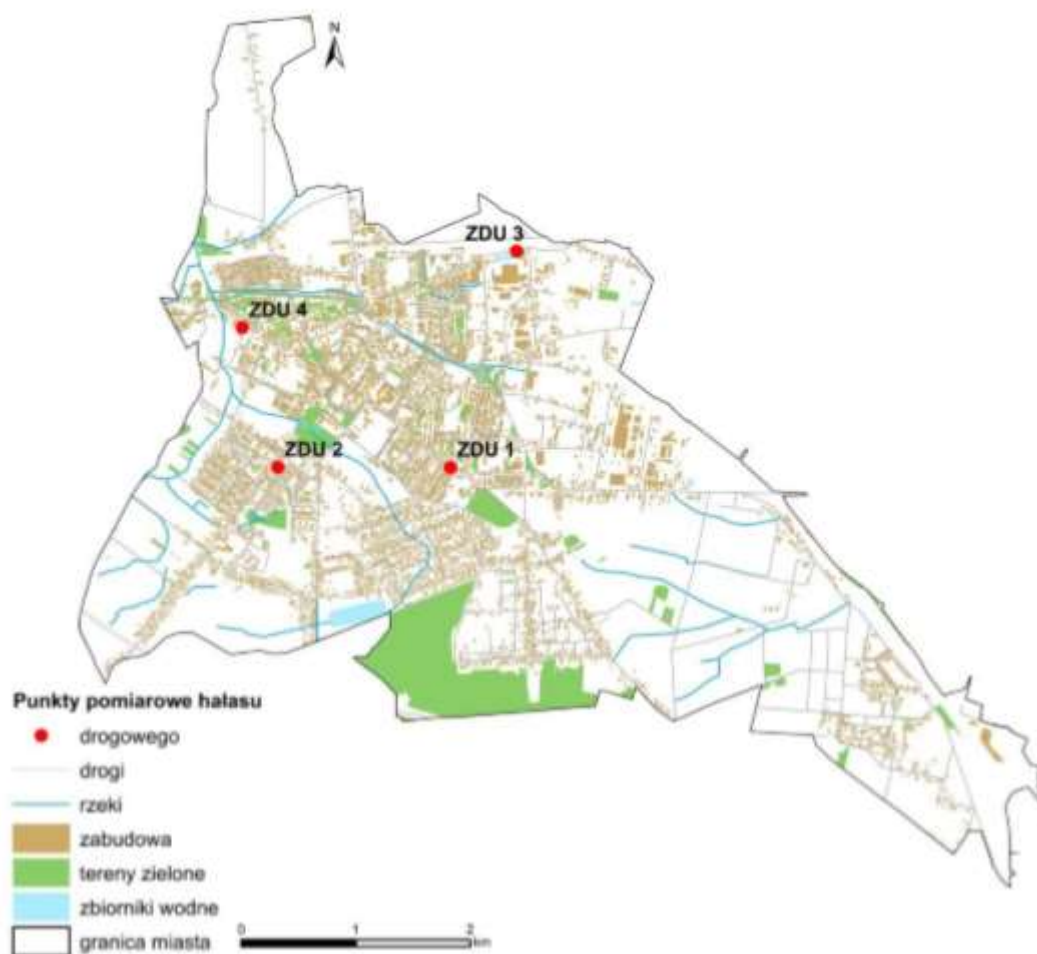 N
ZDU 3
ZDU 4
ZDU 2
ZDU 1
Punkty pomiarowe hałasu
drogowego
drogi
rzeki
zabudowa
tereny zielone
zbiorniki wodne
granica miasta
0 1 2
km